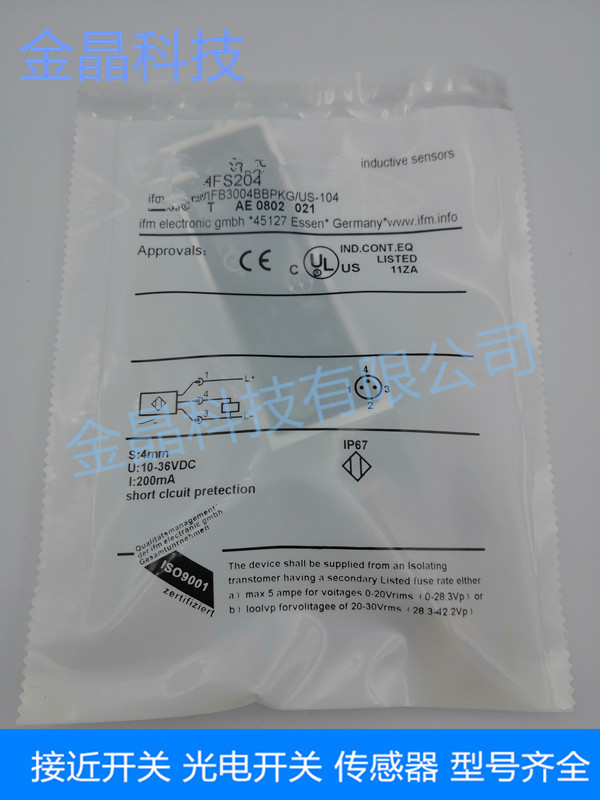 金晶科技
inductive sensors
IFS204
IFB3004BBPKG/US-104
T AE 0802 021
ifm electronic gmbh *45127 Essen* Germany*www.ifm.info
Approvals:
CE
C UL US
IND.CONT.EQ
LISTED
11ZA
1 L+
4
3 L-
4
1 3
2
金晶科技有限公司
S:4mm
U:10-36VDC
I:200mA
short clcuit pretection
IP67
Qualitatsmanagement
der ifm electronic gmbh
Gesamtunternehmen
ISO9001
zertifiziert
The device shall be supplied from an Isolating
transtomer having a secondary Listed fuse rate either
a) max 5 ampe for voitages 0-20Vrims (0-28.3Vp) or
b) loolvp forvolitagee of 20-30Vrms (28.3-42.2Vp)
接近开关 光电开关 传感器 型号齐全